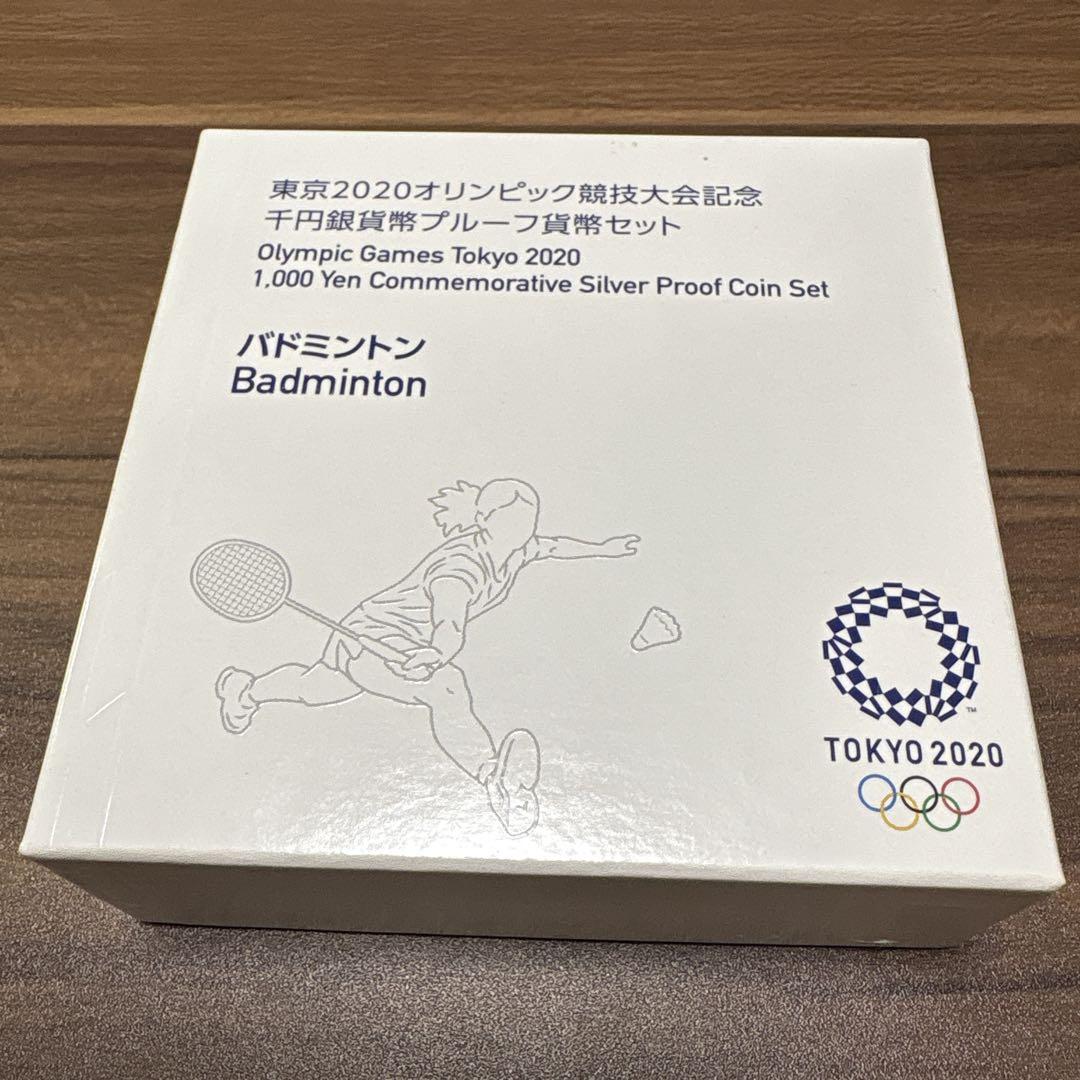 東京2020オリンピック競技大会記念
千円銀貨幣プルーフ貨幣セット
Olympic Games Tokyo 2020
1,000 Yen Commemorative Silver Proof Coin Set
バドミントン
Badminton
TM
TOKYO 2020